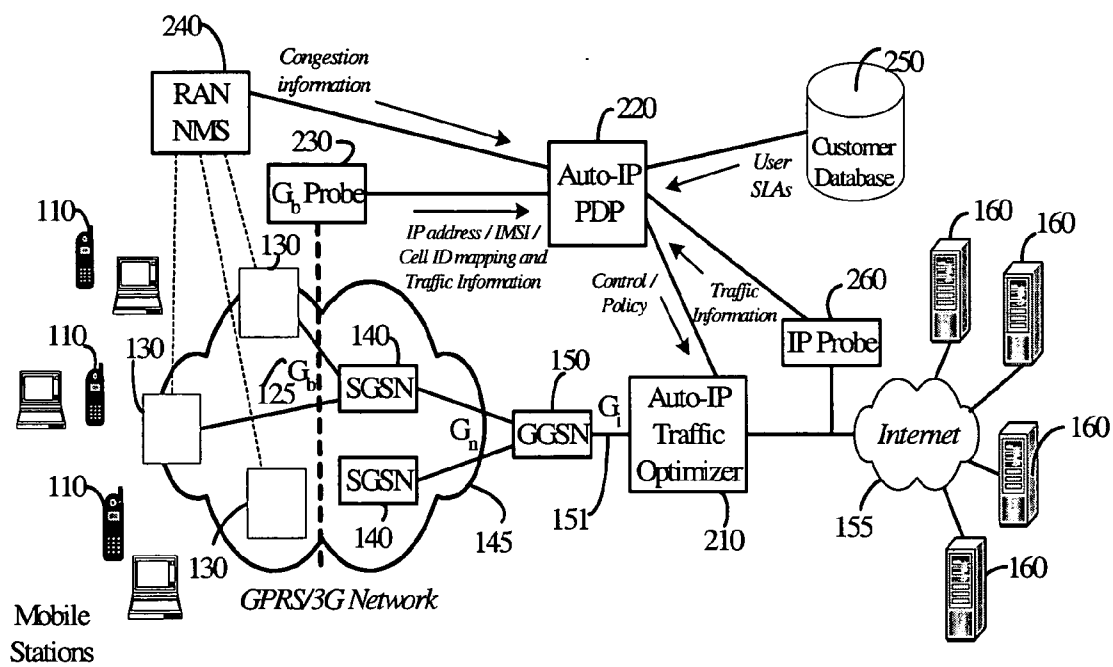 240
Congestion
information
250
RAN
NMS
220
230
Customer
Database
Auto-IP
PDP
User
SLAs
Gb Probe
110
160
160
IP address / IMSI /
Cell ID mapping and
Traffic Information
130
Control /
Policy
Traffic
Information
260
IP Probe
140
110
130
125
Gb
SGSN
150
Gi
Auto-IP
Traffic
Optimizer
Gn
GGSN
Internet
160
110
SGSN
151
155
130
140
145
210
160
GPRS/3G Network
Mobile
Stations